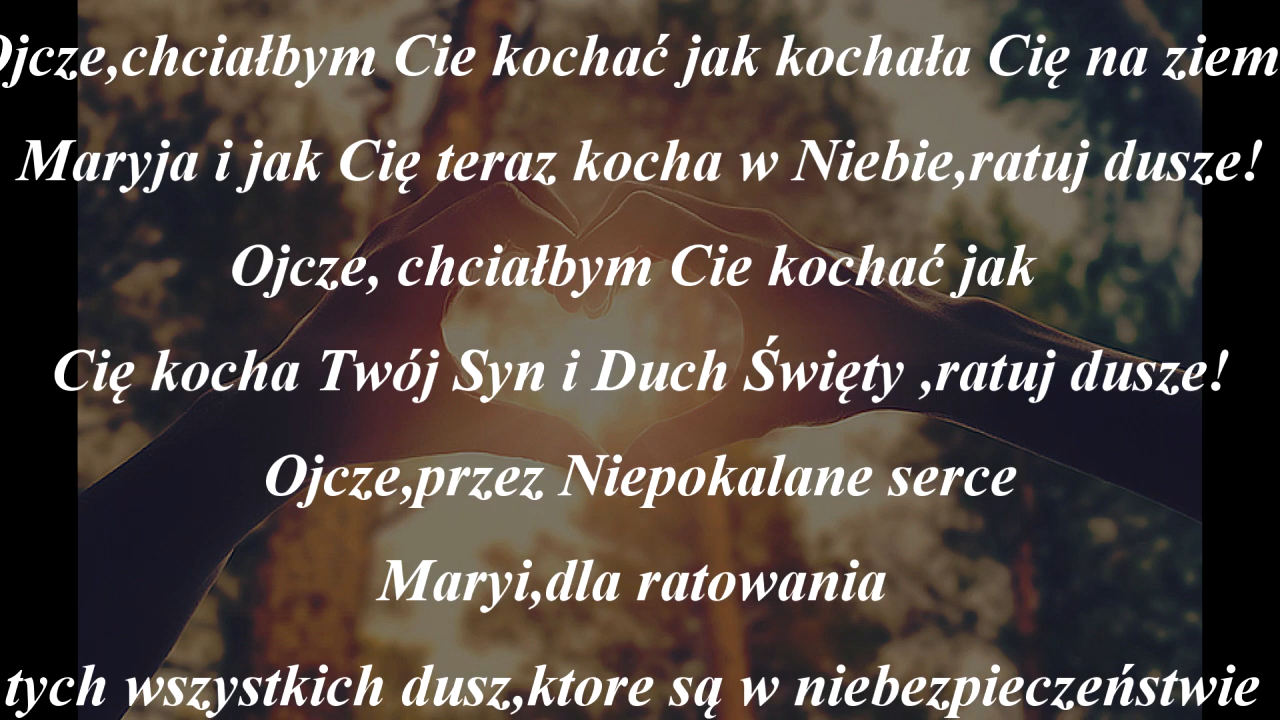 Ojcze,chciałbym Cie kochać jak kochała Cię na ziem
Maryja i jak Cię teraz kocha w Niebie,ratuj dusze!
Ojcze, chciałbym Cie kochać jak
Cię kocha Twój Syn i Duch Święty ,ratuj dusze!
Ojcze,przez Niepokalane serce
Maryi,dla ratowania
tych wszystkich dusz,ktore są w niebezpieczeństwie